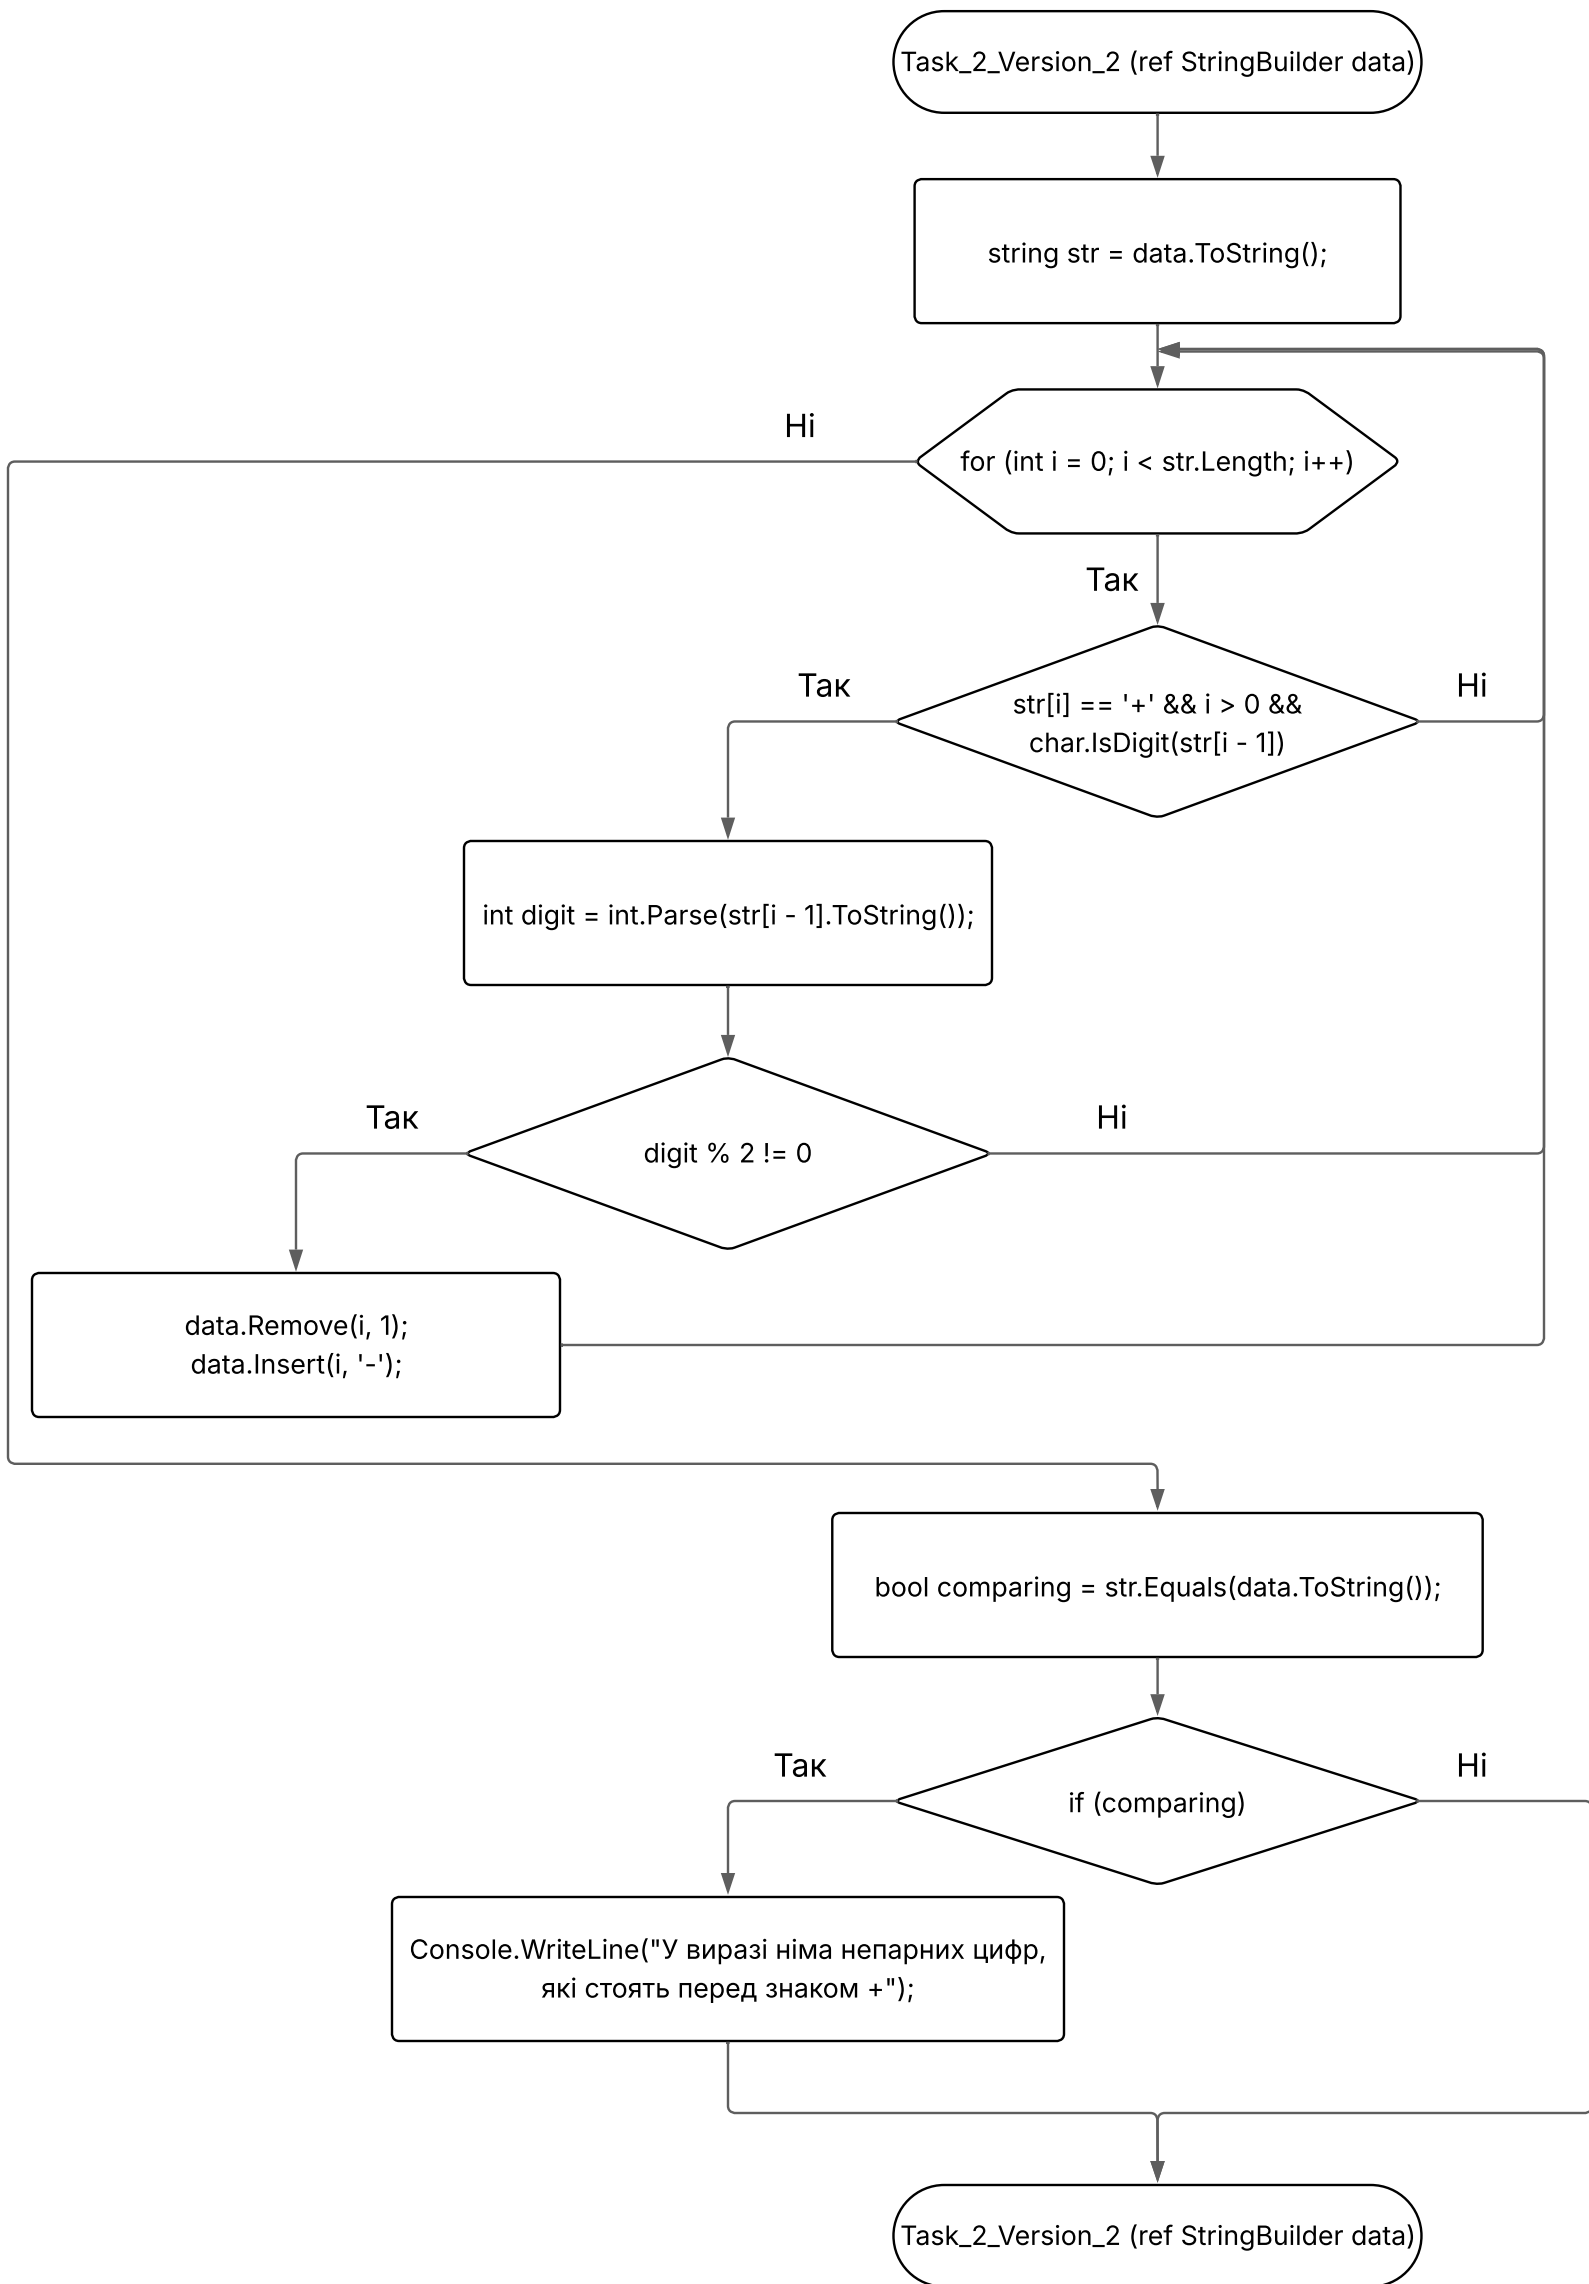 Task_2_Version_2 (ref StringBuilder data)
string str = data.ToString();
Ні
for (int i = 0; i < str.Length; i++)
Так
Так
str[i] == '+' && i > 0 &&
char.IsDigit(str[i - 1])
Ні
int digit = int.Parse(str[i - 1].ToString());
Так
digit % 2 != 0
Ні
data.Remove(i, 1);
data.Insert(i, '-');
bool comparing = str.Equals(data.ToString());
Так
if (comparing)
Ні
Console.WriteLine("У виразі німа непарних цифр,
які стоять перед знаком +");
Task_2_Version_2 (ref StringBuilder data)